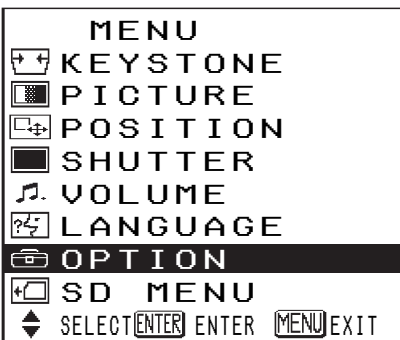 MENU
KEYSTONE
PICTURE
POSITION
SHUTTER
VOLUME
LANGUAGE
OPTION
SD MENU
SELECT ENTER ENTER MENU EXIT